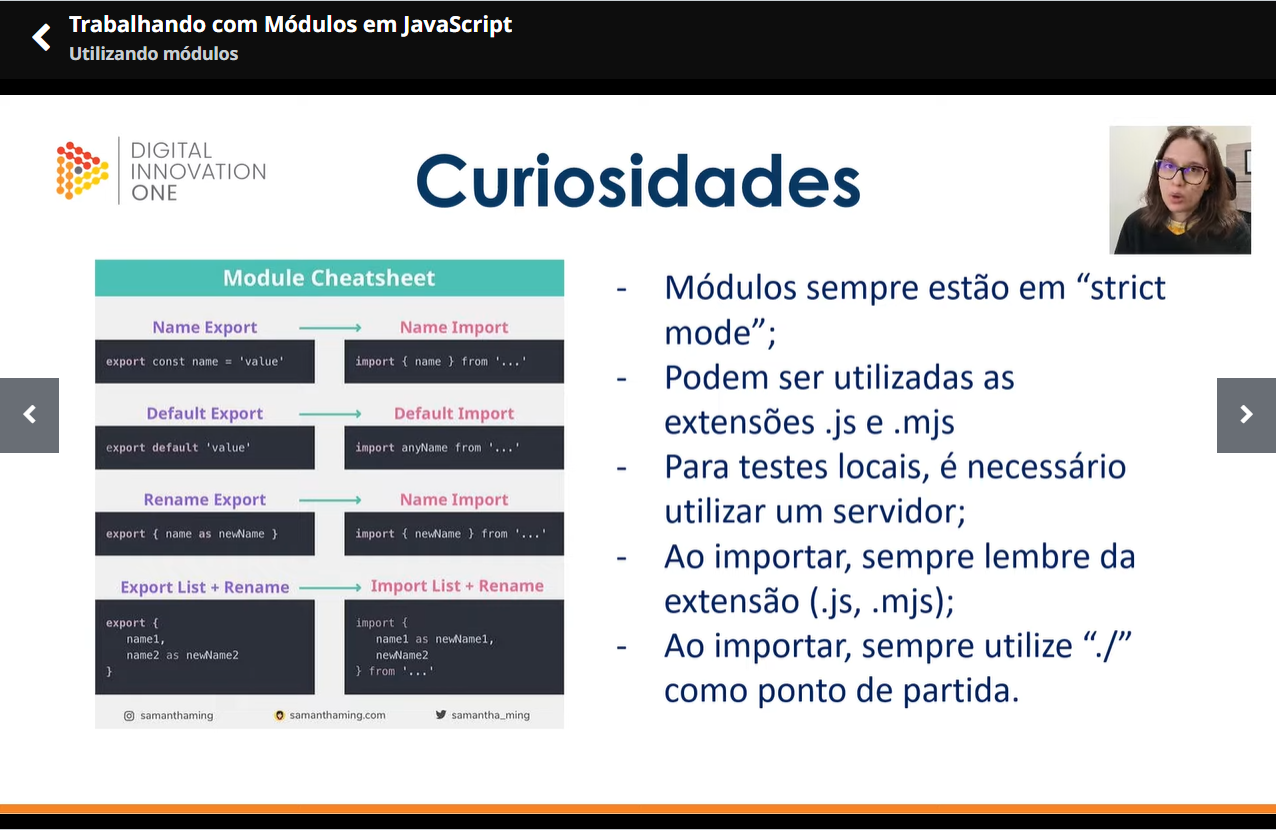 Trabalhando com Módulos em JavaScript
Utilizando módulos
DIGITAL
INNOVATION
ONE
Curiosidades
Module Cheatsheet
Name Export
Name Import
export const name = 'value'
import { name } from '...'
Default Export
Default Import
export default 'value'
import anyName from '...'
Rename Export
Name Import
export { name as newName }
import { newName } from '...'
Export List + Rename
Import List + Rename
export {
name1,
name2 as newName2
}
import {
name1 as newName1,
newName2
} from '...'
samanthaming
samanthaming.com
samantha_ming
- Módulos sempre estão em “strict
mode”;
- Podem ser utilizadas as
extensões .js e .mjs
- Para testes locais, é necessário
utilizar um servidor;
- Ao importar, sempre lembre da
extensão (.js, .mjs);
- Ao importar, sempre utilize “./”
como ponto de partida.